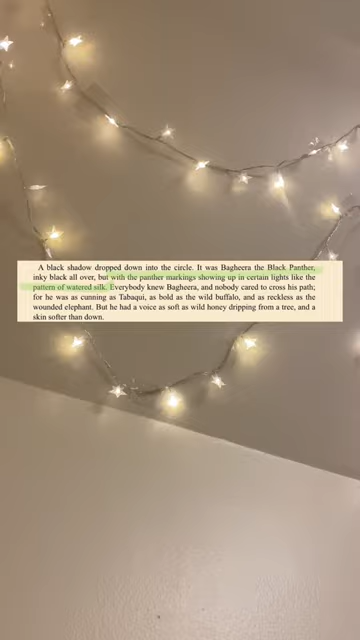 A black shadow dropped down into the circle. It was Bagheera the Black Panther,
inky black all over, but with the panther markings showing up in certain lights like the
pattern of watered silk. Everybody knew Bagheera, and nobody cared to cross his path;
for he was as cunning as Tabaqui, as bold as the wild buffalo, and as reckless as the
wounded elephant. But he had a voice as soft as wild honey dripping from a tree, and a
skin softer than down.